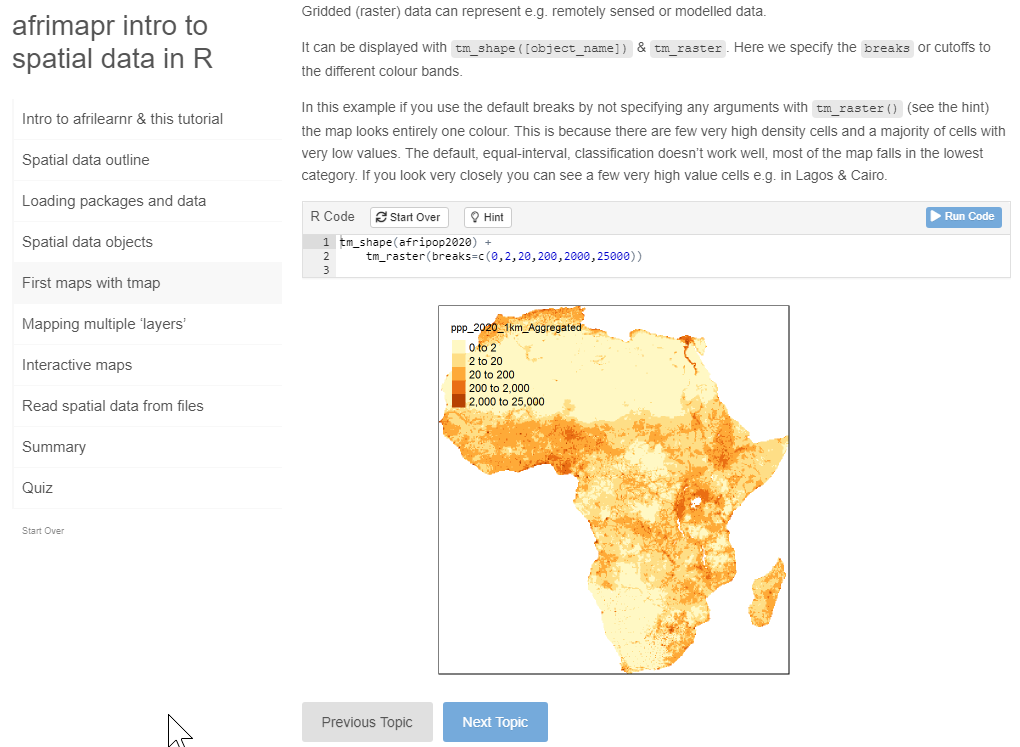 afrimapr intro to
spatial data in R
Intro to afrilearnr & this tutorial
Spatial data outline
Loading packages and data
Spatial data objects
First maps with tmap
Mapping multiple ‘layers’
Interactive maps
Read spatial data from files
Summary
Quiz
Start Over
Gridded (raster) data can represent e.g. remotely sensed or modelled data.
It can be displayed with tm_shape([object_name]) & tm_raster. Here we specify the breaks or cutoffs to
the different colour bands.
In this example if you use the default breaks by not specifying any arguments with tm_raster() (see the hint)
the map looks entirely one colour. This is because there are few very high density cells and a majority of cells with
very low values. The default, equal-interval, classification doesn’t work well, most of the map falls in the lowest
category. If you look very closely you can see a few very high value cells e.g. in Lagos & Cairo.
R Code Start Over Hint Run Code
1 tm_shape(afripop2020) +
2 tm_raster(breaks=c(0,2,20,200,2000,25000))
3
ppp_2020_1km_Aggregated
0 to 2
2 to 20
20 to 200
200 to 2,000
2,000 to 25,000
Previous Topic Next Topic